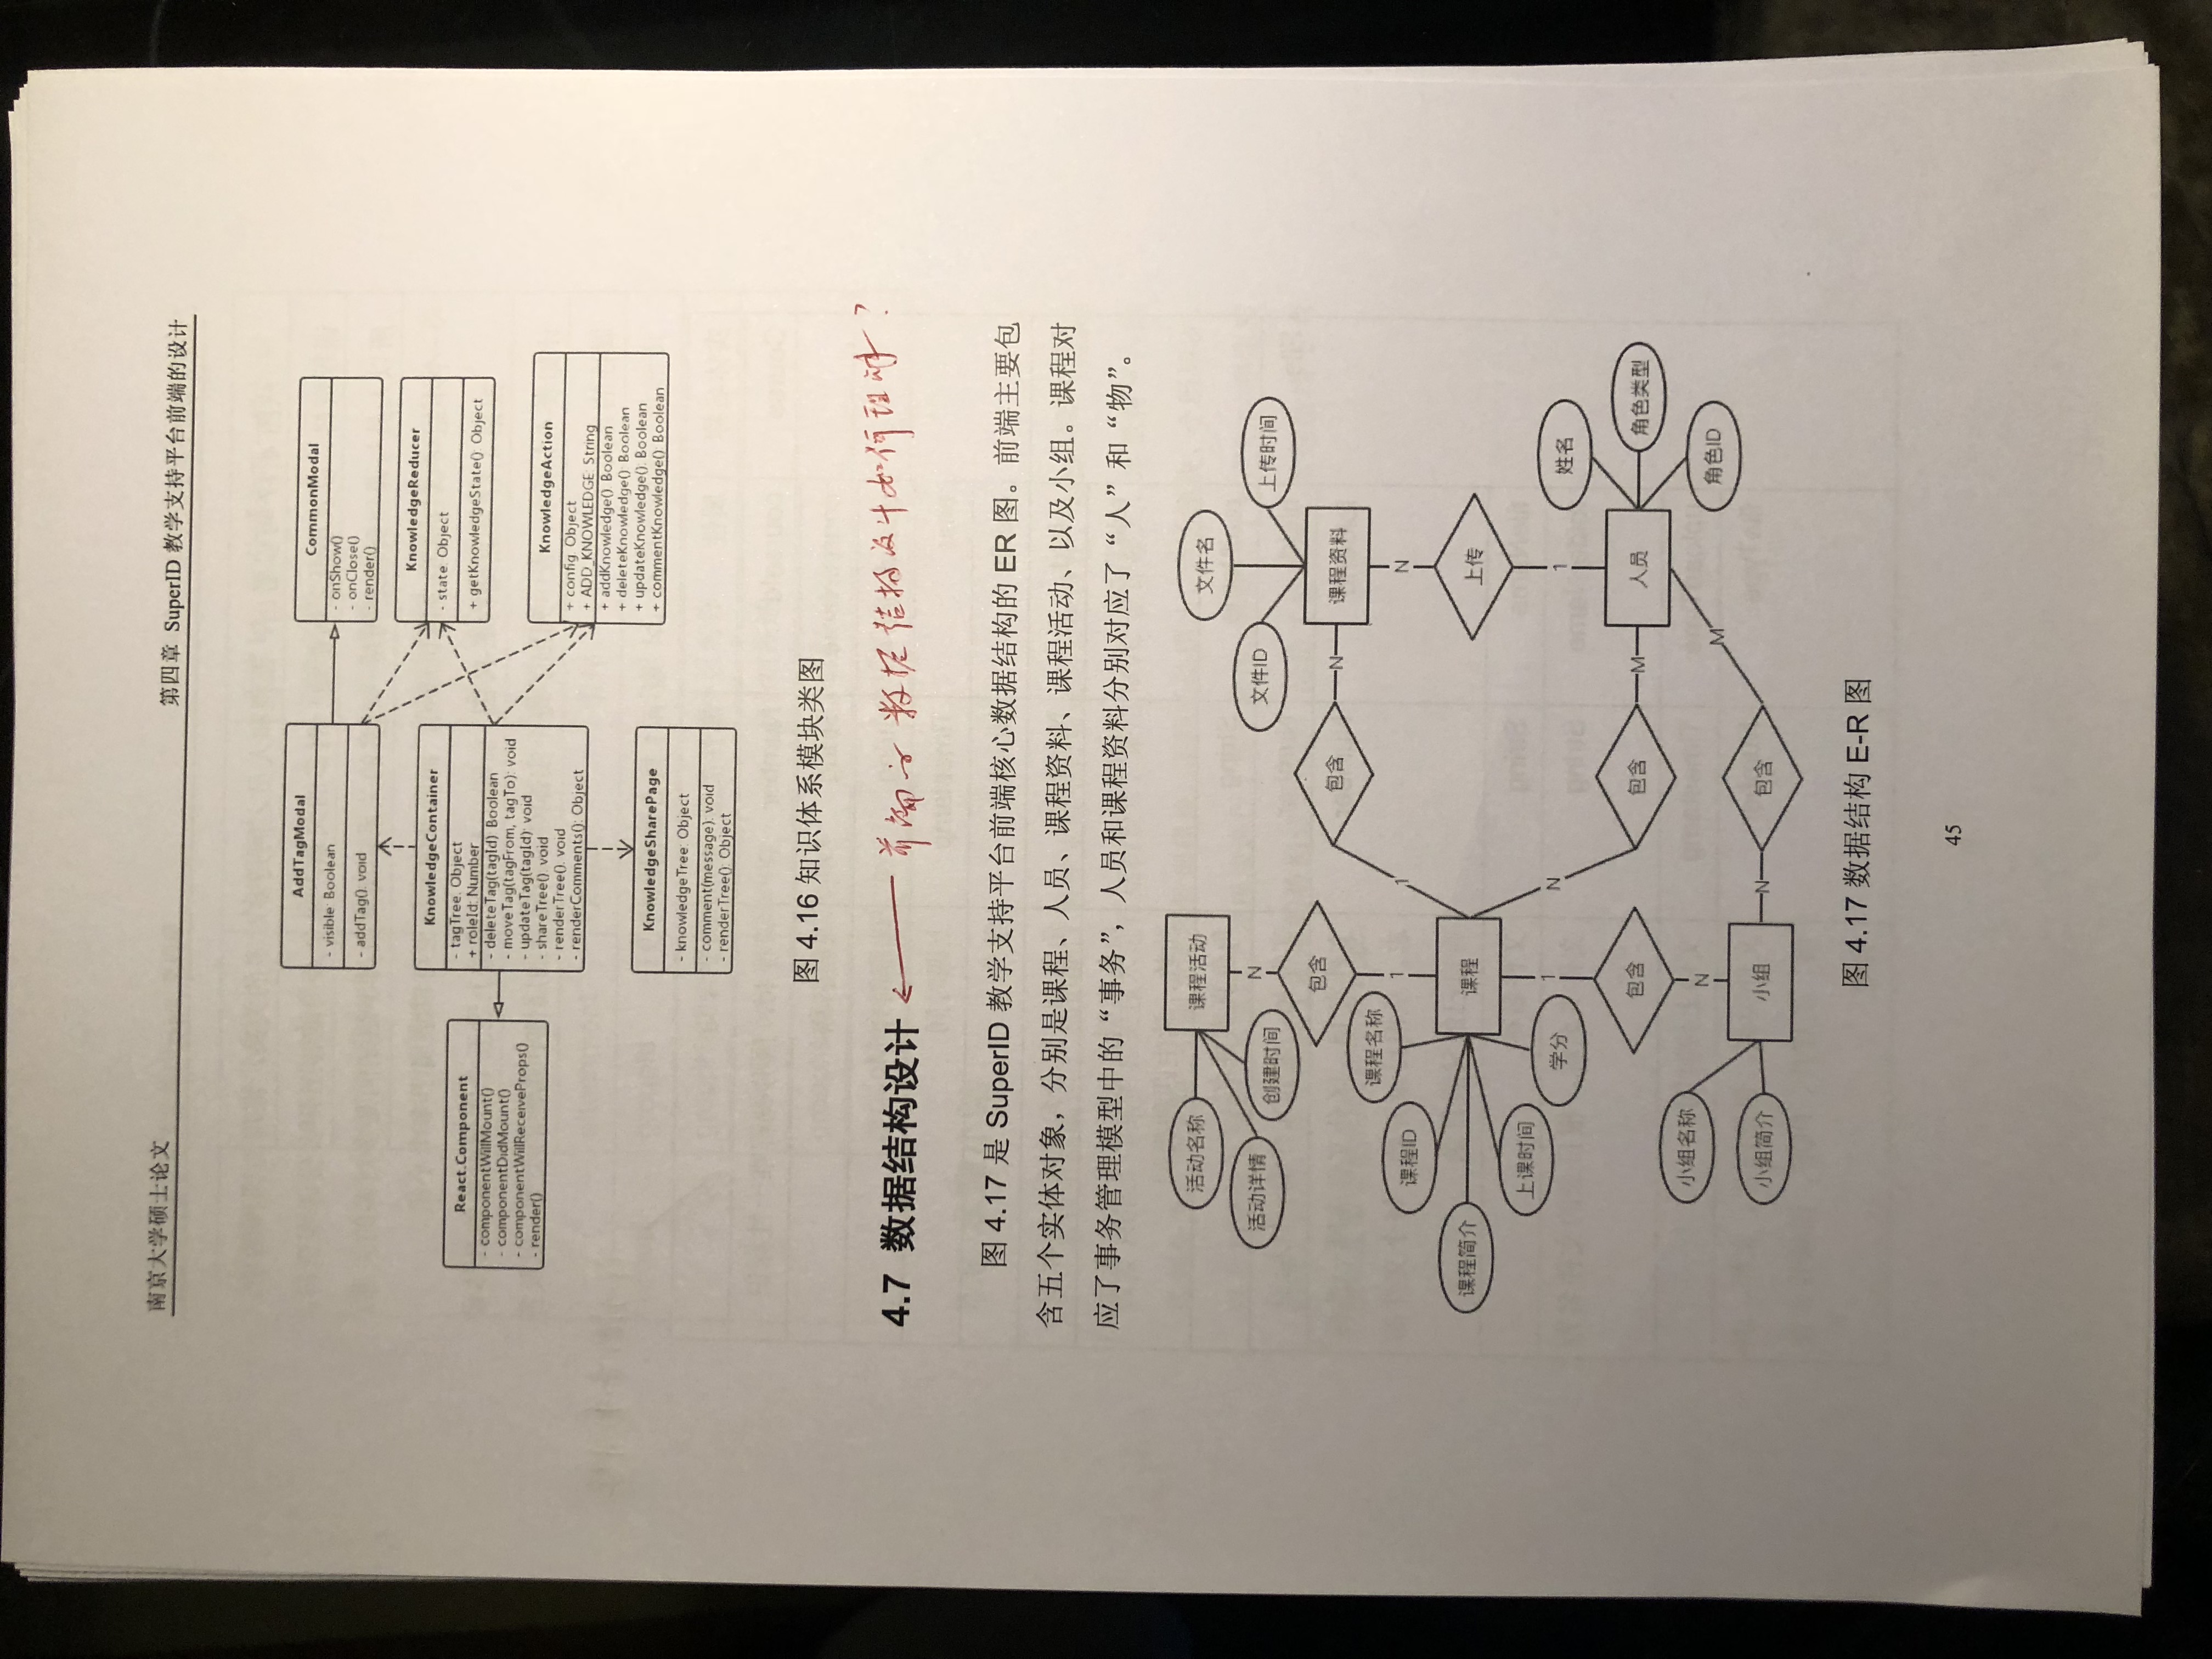 南京大学硕士论文
第四章 SuperID 教学支持平台前端的设计
AddTagModal
- visible: Boolean
- addTag(): void
CommonModal
- onShow()
- onClose()
- render()
KnowledgeReducer
- state: Object
+ getKnowledgeState(): Object
KnowledgeContainer
- tagTree: Object
+ roleId: Number
- deleteTag(tagId): Boolean
- moveTag(tagFrom, tagTo): void
- updateTag(tagId): void
- shareTree(): void
- renderTree(): void
- renderComments(): Object
React.Component
- componentWillMount()
- componentDidMount()
- componentWillReceiveProps()
- render()
KnowledgeAction
+ config: Object
+ ADD_KNOWLEDGE: String
+ addKnowledge(): Boolean
+ deleteKnowledge(): Boolean
+ updateKnowledge(): Boolean
+ commentKnowledge(): Boolean
KnowledgeSharePage
- knowledgeTree: Object
- comment(message): void
- renderTree(): Object
图 4.16 知识体系模块类图
4.7 数据结构设计
前端 数据结构设计如何理解?
图 4.17 是 SuperID 教学支持平台前端核心数据结构的 ER 图。前端主要包
含五个实体对象，分别是课程、人员、课程资料、课程活动、以及小组。课程对
应了事务管理模型中的“事务”，人员和课程资料分别对应了“人”和“物”。
活动名称
课程活动
活动详情
创建时间
N
包含
1
文件名
文件ID
上传时间
包含
N
课程资料
1
N
上传
1
课程名称
课程ID
课程简介
课程
上课时间
学分
1
包含
N
N
包含
M
人员
姓名
角色类型
角色ID
小组名称
小组简介
小组
N
包含
M
图 4.17 数据结构 E-R 图
45